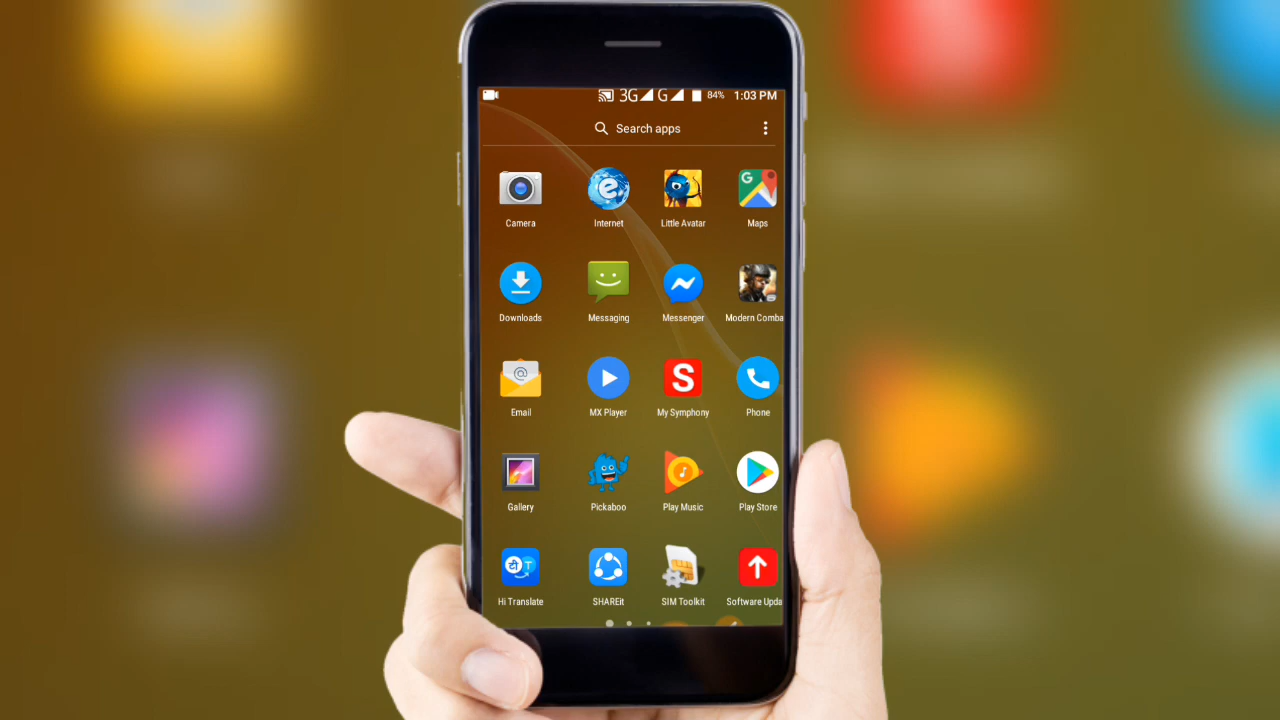 3G G 84% 1:03 PM
Search apps
Camera Internet Little Avatar Maps
Downloads Messaging Messenger Modern Comba
Email MX Player My Symphony Phone
Gallery Pickaboo Play Music Play Store
Hi Translate SHAREit SIM Toolkit Software Upda